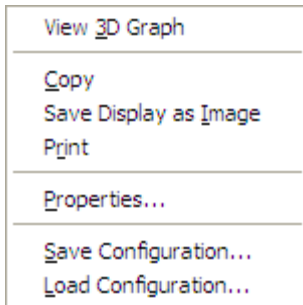 View 3D Graph
Copy
Save Display as Image
Print
Properties...
Save Configuration...
Load Configuration...